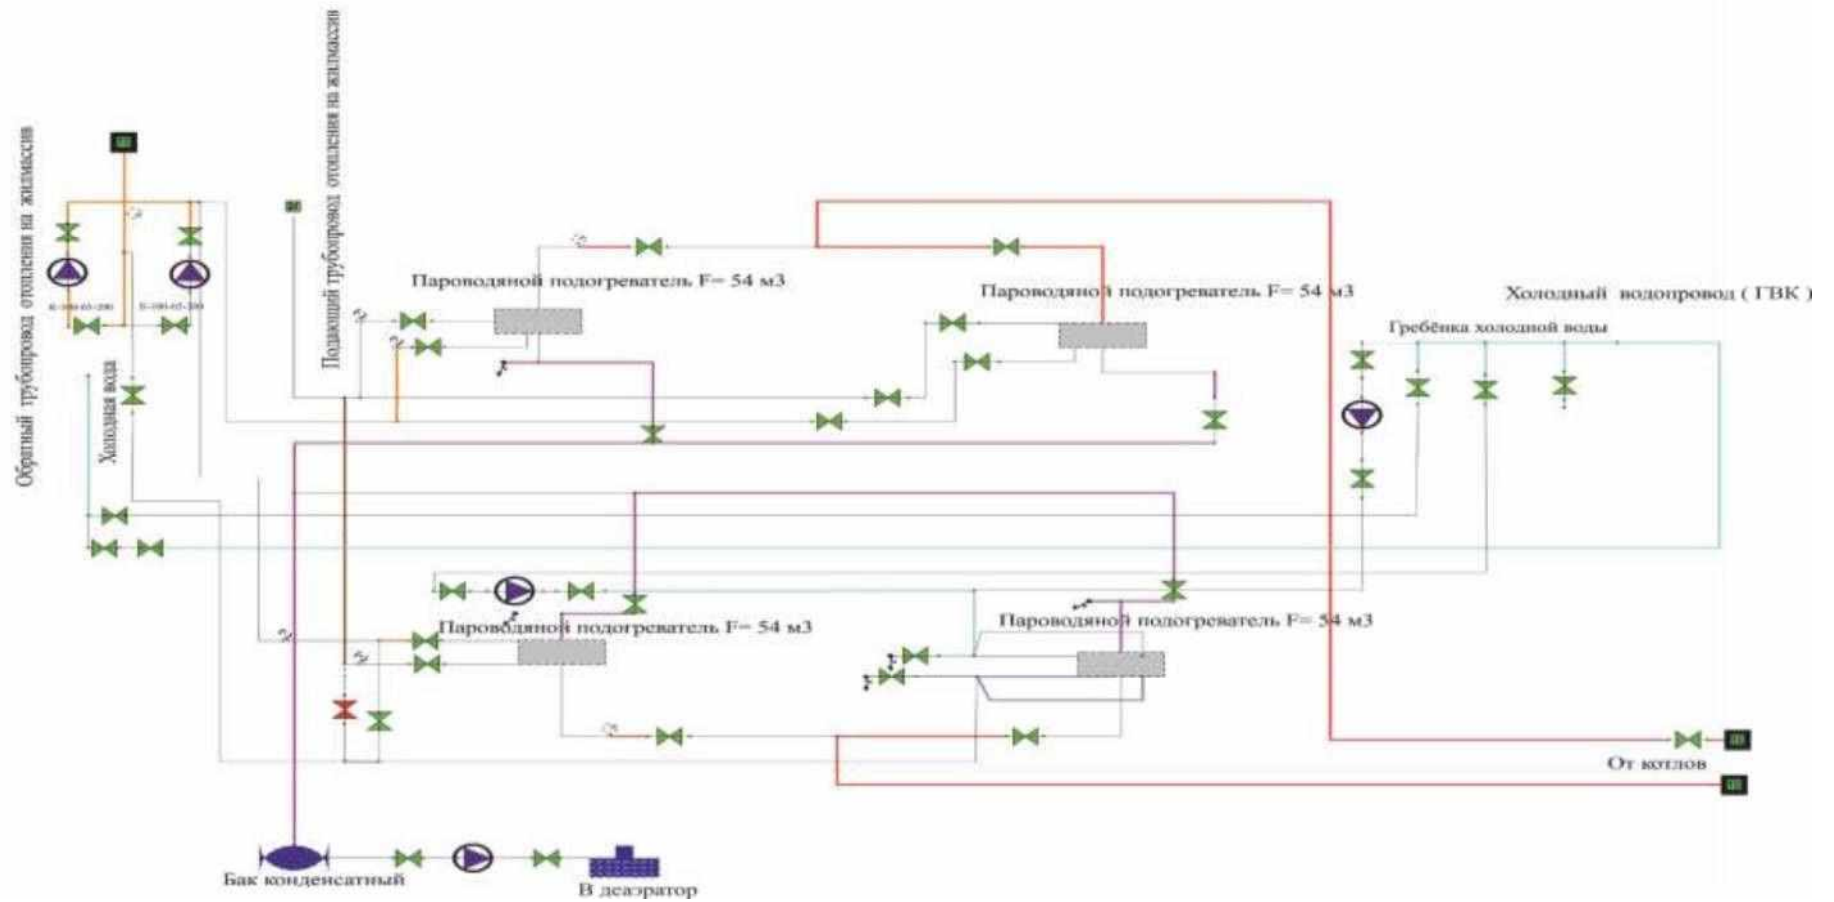 Обратный трубопровод отопления на жилмассив
Подающий трубопровод отопления на жилмассив
Холодная вода
Пароводяной подогреватель F= 54 м3
Пароводяной подогреватель F= 54 м3
Холодный водопровод ( ГВК )
Гребёнка холодной воды
Пароводяной подогреватель F= 54 м3
Пароводяной подогреватель F= 54 м3
От котлов
Бак конденсатный
В деаэратор